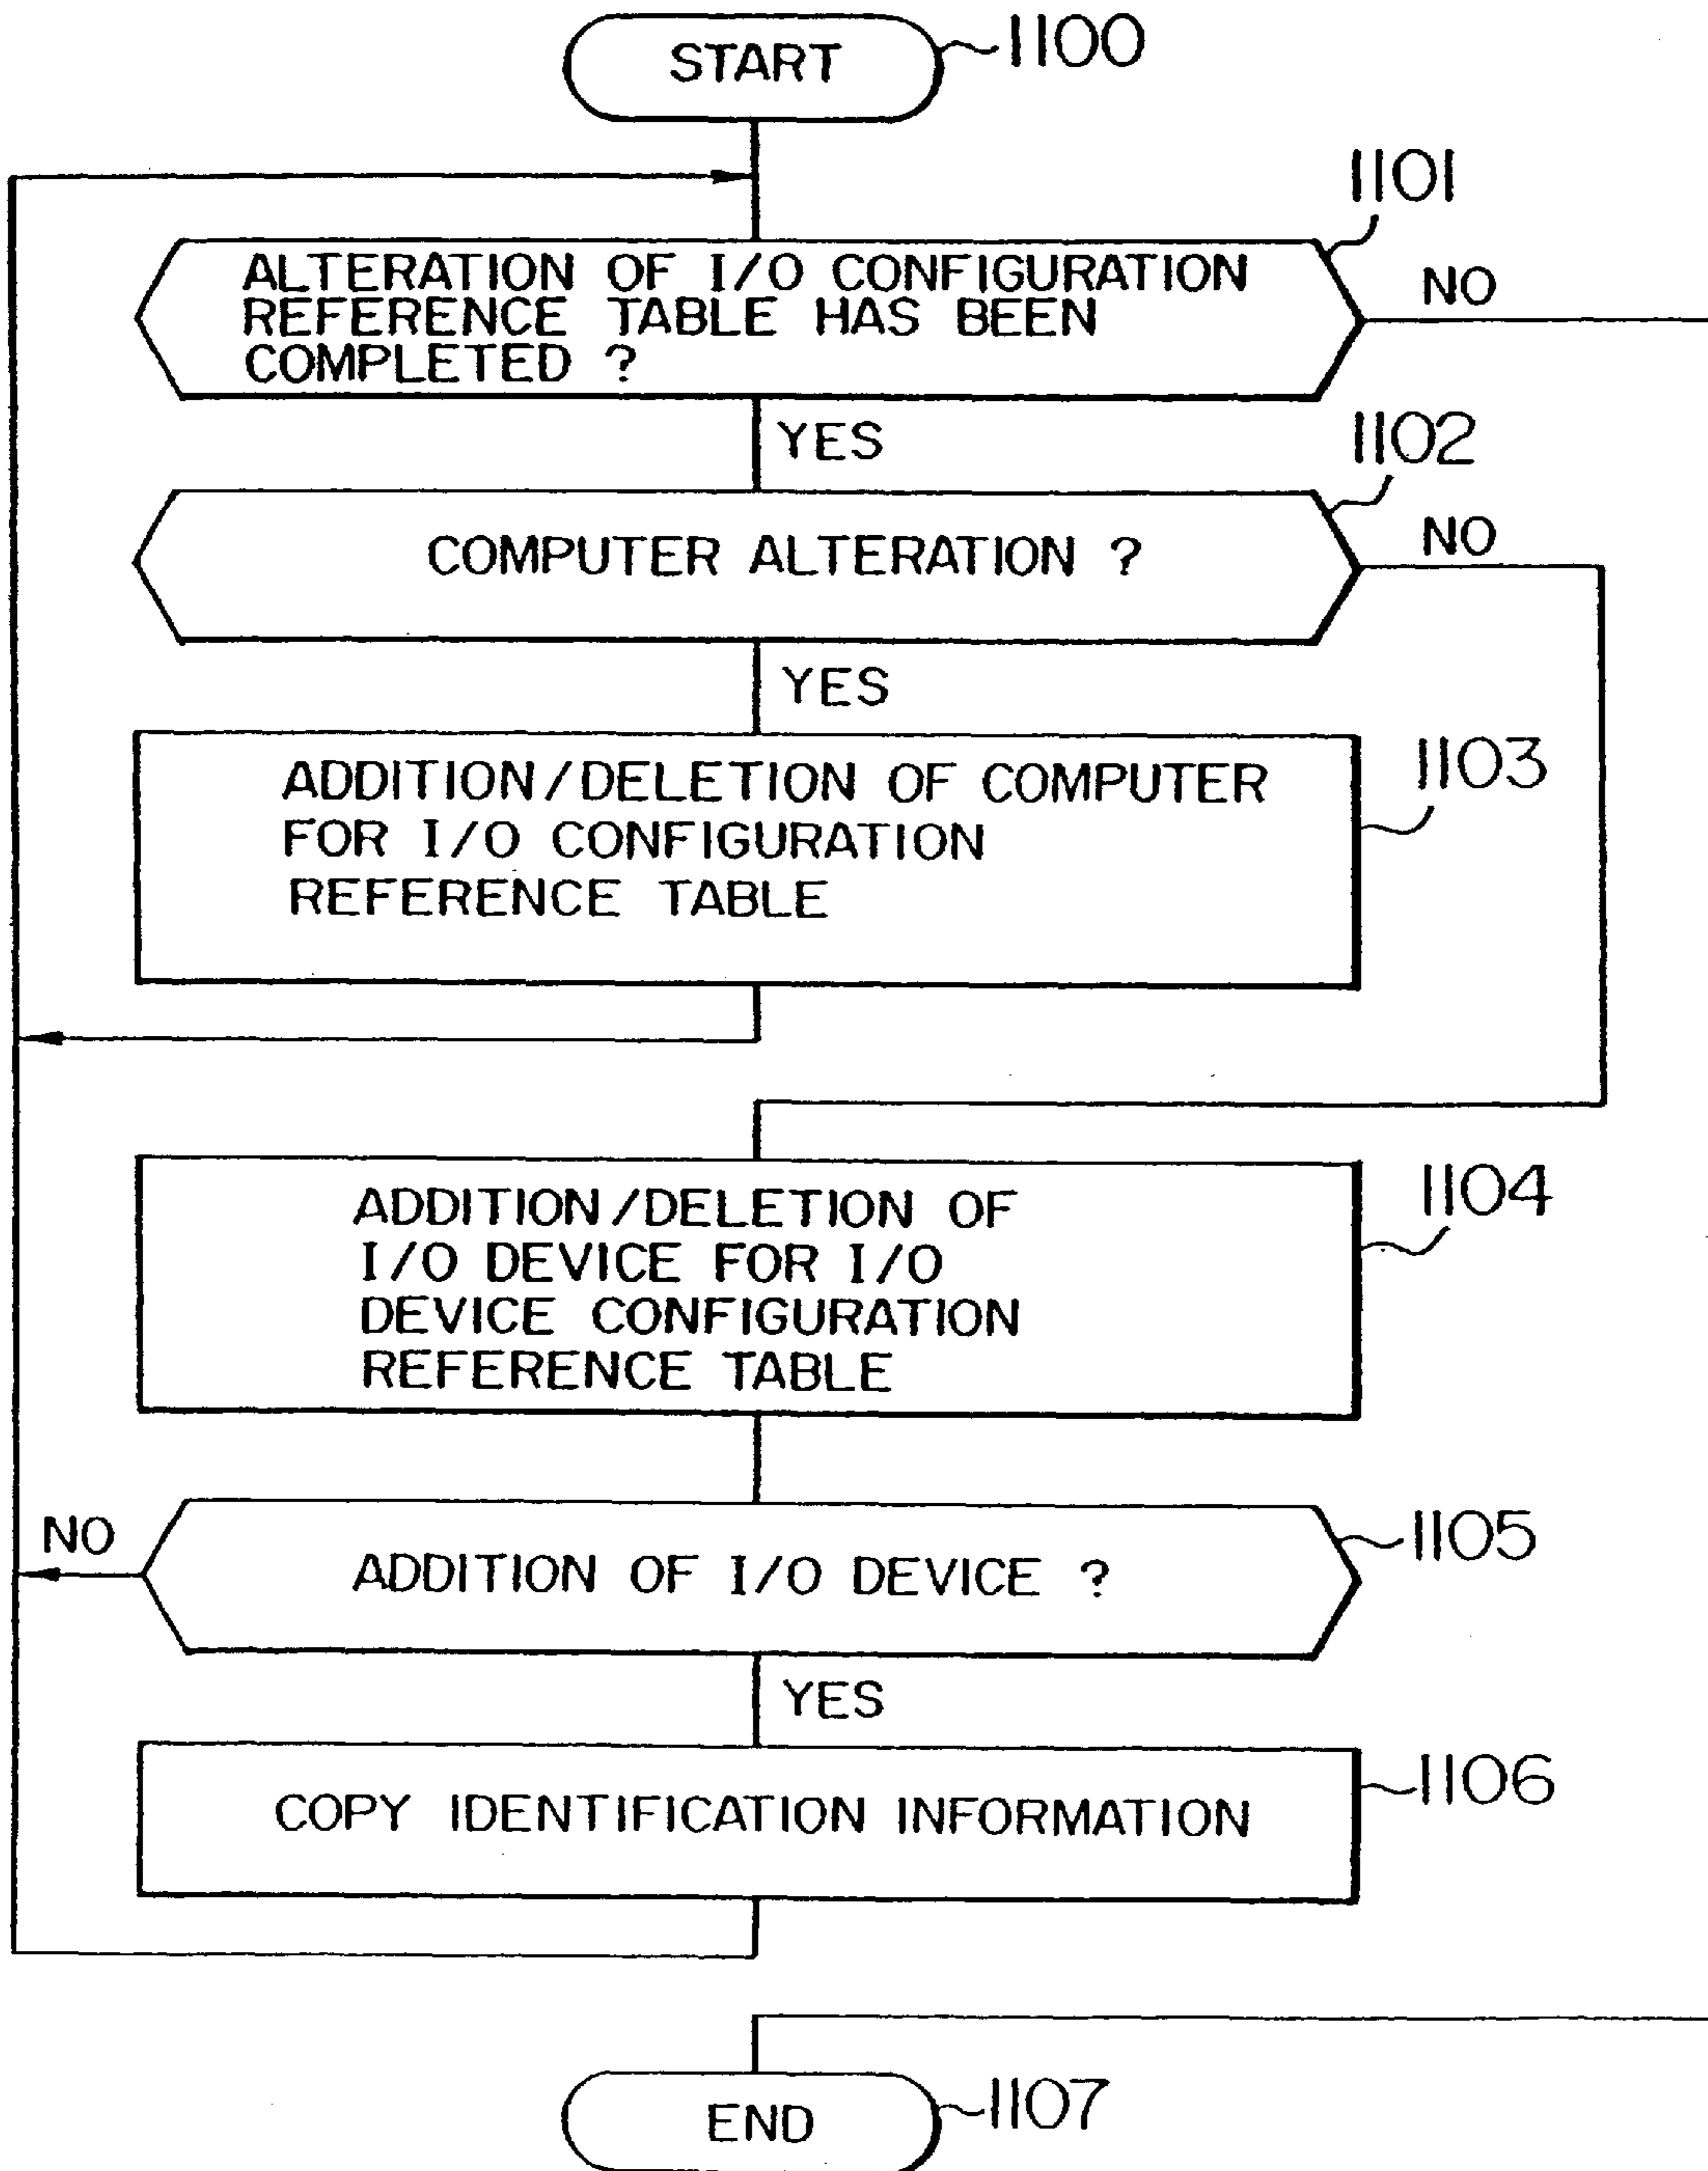 START
1100
1101
ALTERATION OF I/O CONFIGURATION
REFERENCE TABLE HAS BEEN
COMPLETED ?
NO
YES
1102
COMPUTER ALTERATION ?
NO
YES
1103
ADDITION/DELETION OF COMPUTER
FOR I/O CONFIGURATION
REFERENCE TABLE
1104
ADDITION/DELETION OF
I/O DEVICE FOR I/O
DEVICE CONFIGURATION
REFERENCE TABLE
NO
1105
ADDITION OF I/O DEVICE ?
YES
1106
COPY IDENTIFICATION INFORMATION
END
1107